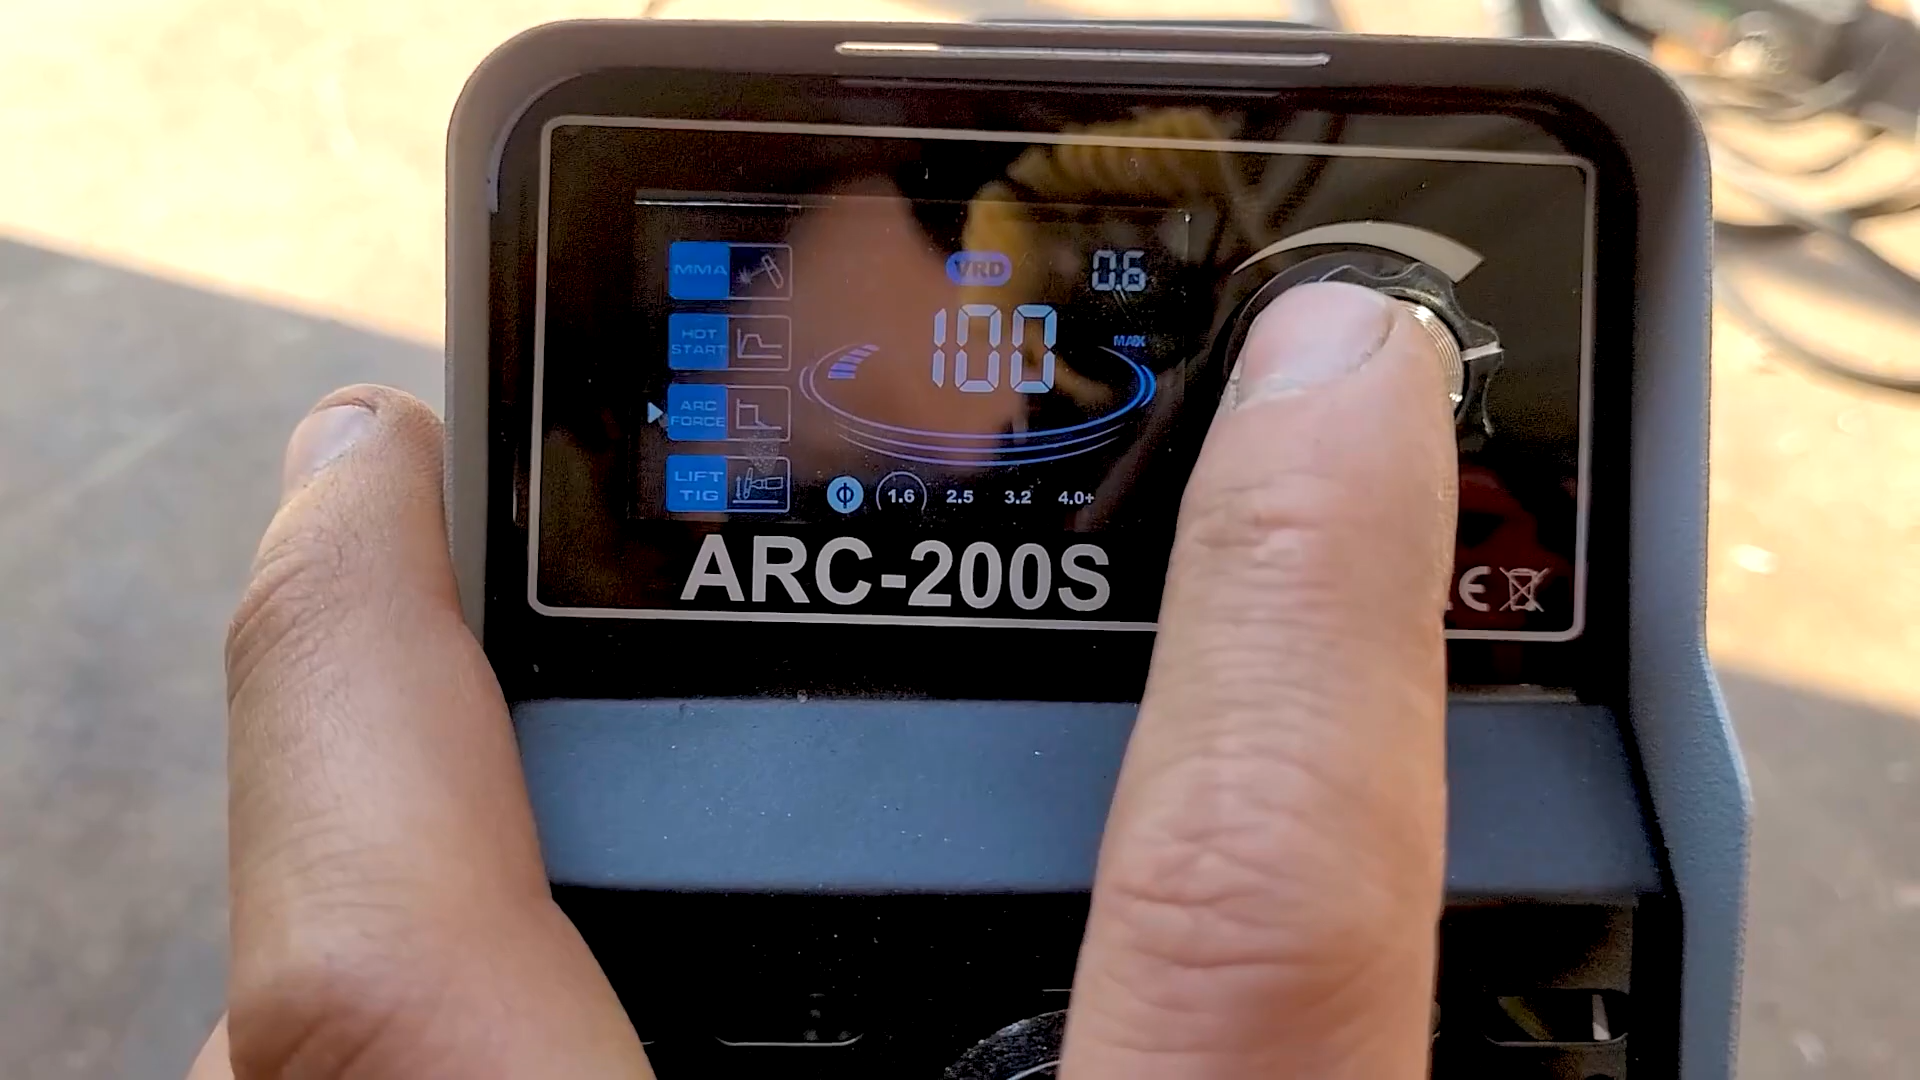 MMA
VRD
0.6
100
MAX
HOT
START
ARC
FORCE
LIFT
TIG
1.6 2.5 3.2 4.0+
ARC-200S
CE